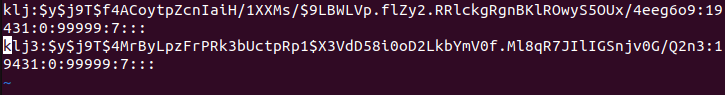 klj:$y$j9T$f4ACoytpZcnIaiH/1XXMs/$9LBWLVp.flZy2.RRlckgRgnBKlROwyS5OUx/4eeg6o9:19
431:0:99999:7:::
klj3:$y$j9T$4MrByLpzFrPRk3bUctpRp1$X3VdD58i0oD2LkbYmV0f.Ml8qR7JIlIGSnjv0G/Q2n3:1
9431:0:99999:7:::
~